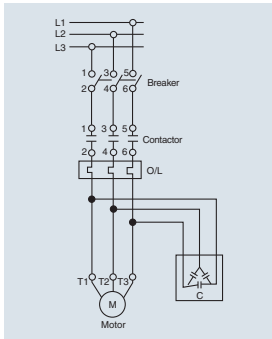 L1
L2
L3
1 3 5
2 4 6
Breaker
1 3 5
Contactor
2 4 6
O/L
T1 T2 T3
C
M
Motor